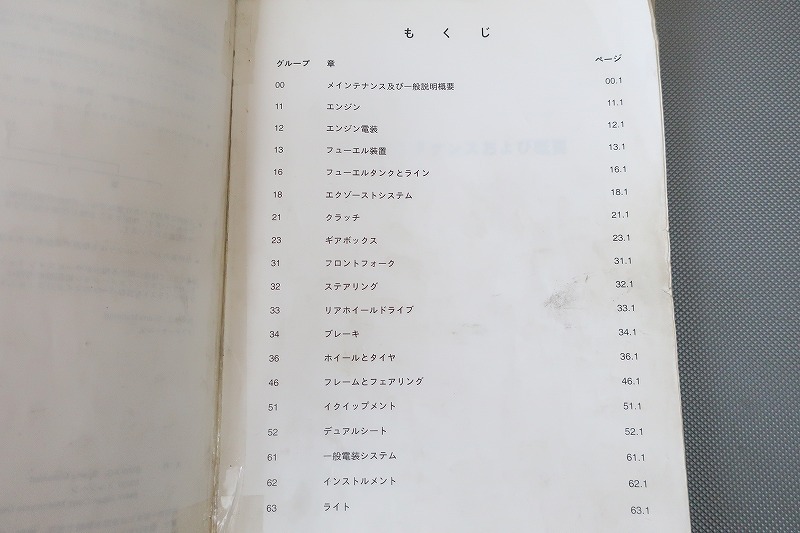 もくじ
グループ 章 ページ
00 メインテナンス及び一般説明概要 00.1
11 エンジン 11.1
12 エンジン電装 12.1
13 フューエル装置 13.1
16 フューエルタンクとライン 16.1
18 エクゾーストシステム 18.1
21 クラッチ 21.1
23 ギアボックス 23.1
31 フロントフォーク 31.1
32 ステアリング 32.1
33 リアホイールドライブ 33.1
34 ブレーキ 34.1
36 ホイールとタイヤ 36.1
46 フレームとフェアリング 46.1
51 イクイップメント 51.1
52 デュアルシート 52.1
61 一般電装システム 61.1
62 インストルメント 62.1
63 ライト 63.1